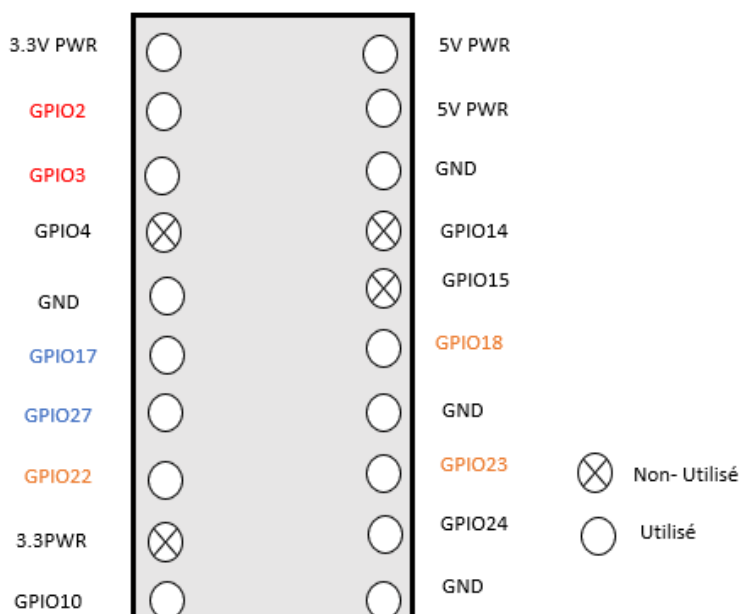 3.3V PWR
5V PWR
GPIO2
5V PWR
GPIO3
GND
GPIO4
GPIO14
GND
GPIO15
GPIO17
GPIO18
GPIO27
GND
GPIO22
GPIO23
Non- Utilisé
3.3PWR
GPIO24
Utilisé
GPIO10
GND